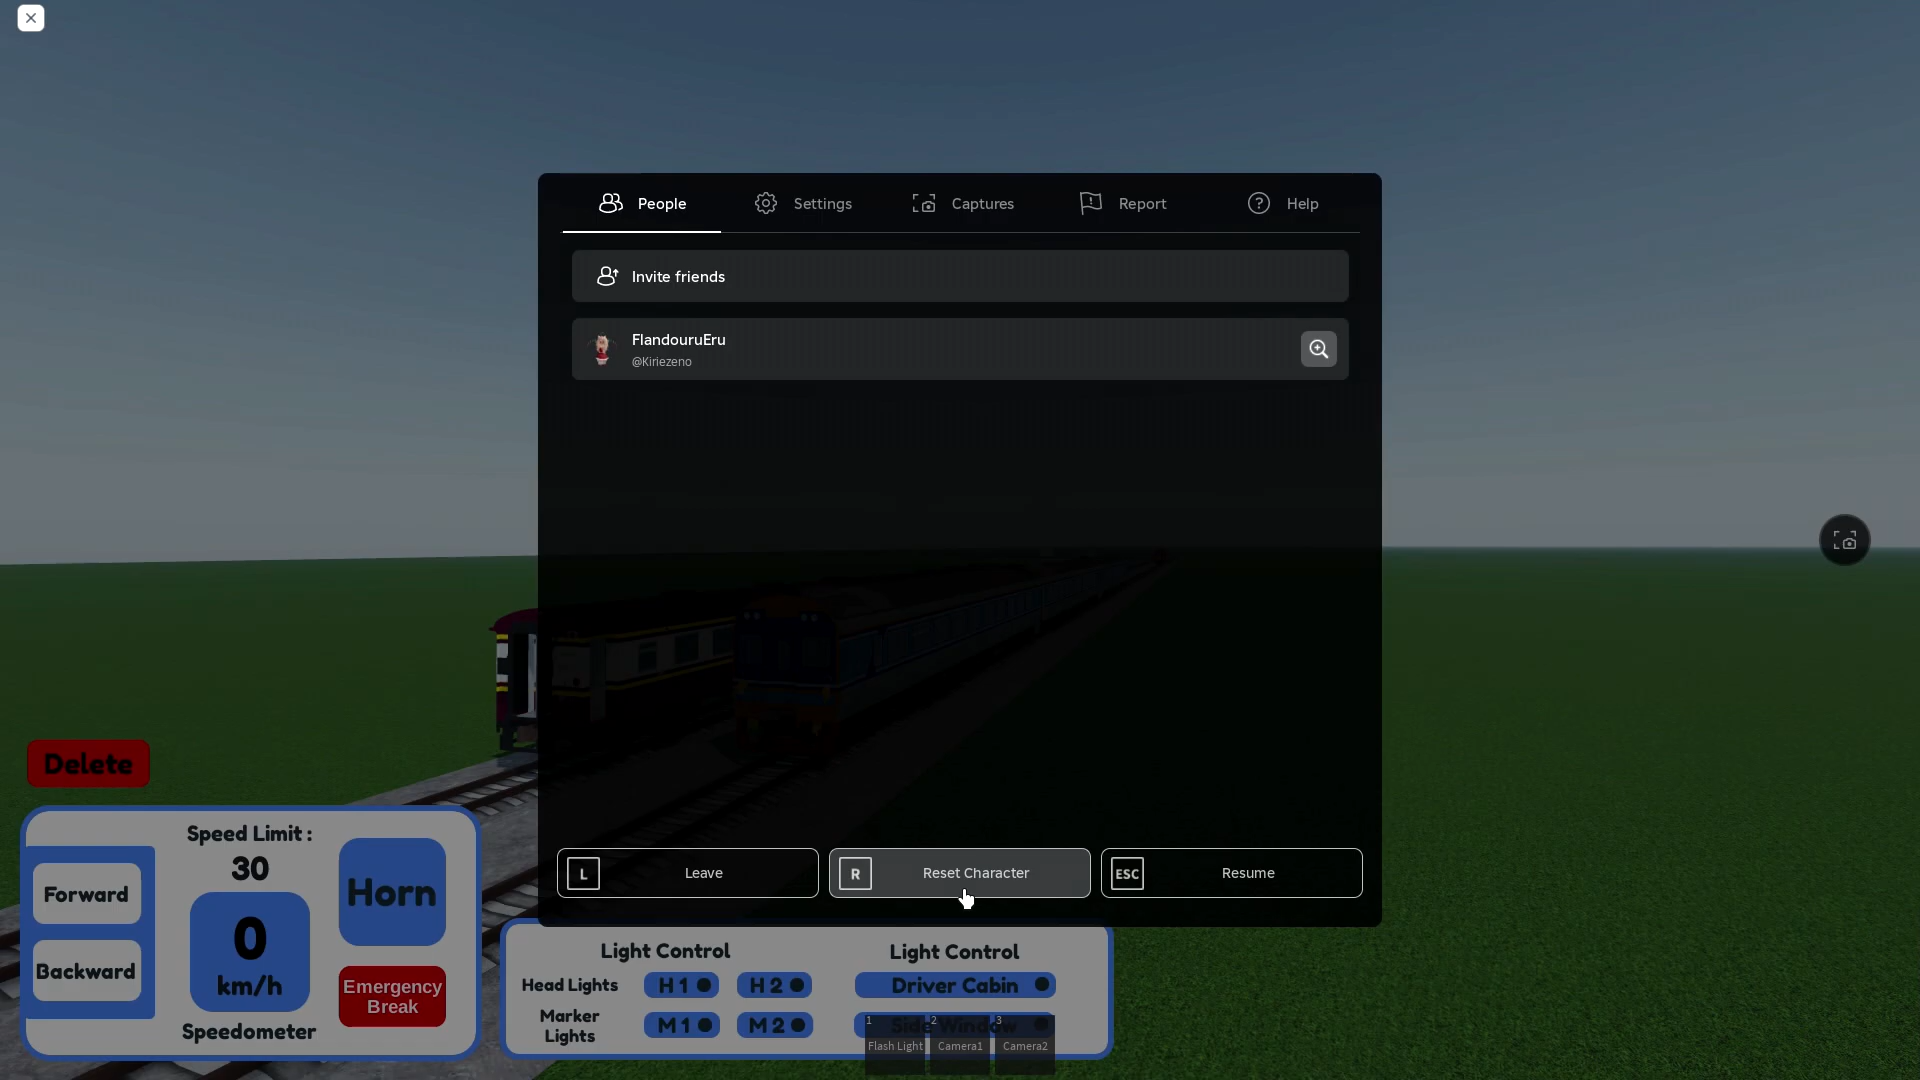 People
Settings
Captures
Report
Help
Invite friends
FlandouruEru
@Kiriezeno
L
Leave
R
Reset Character
ESC
Resume
Delete
Speed Limit :
30
Forward
Backward
0
km/h
Speedometer
Horn
Emergency
Break
Light Control
Head Lights
H 1
H 2
Marker
Lights
M 1
M 2
Light Control
Driver Cabin
Side Window
1
Flash Light
2
Camera1
3
Camera2